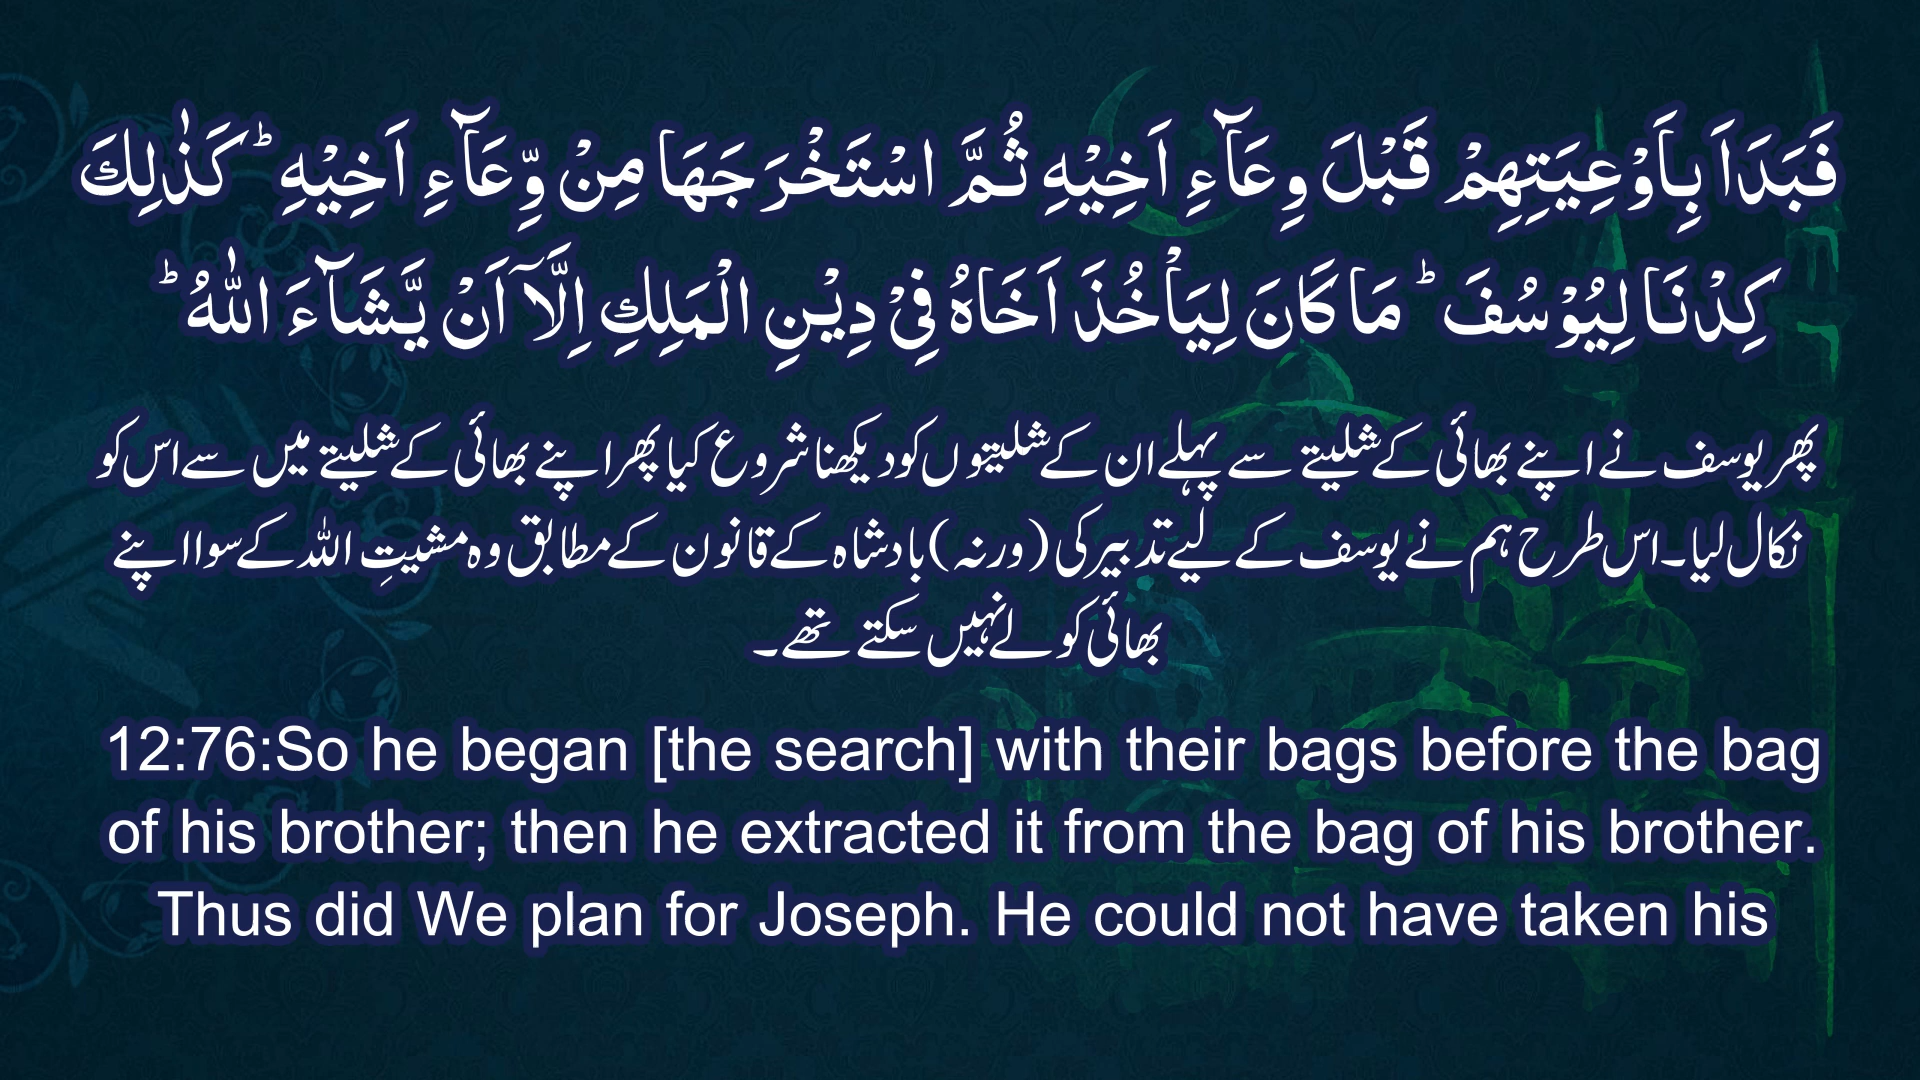 فَبَدَاَ بِاَوْعِيَتِهِمْ قَبْلَ وِعَآءِ اَخِيْهِ ثُمَّ اسْتَخْرَجَهَا مِنْ وِّعَآءِ اَخِيْهِ ؕ كَذٰلِكَ
كِدْنَا لِيُوْسُفَ ؕ مَا كَانَ لِيَاْخُذَ اَخَاهُ فِيْ دِيْنِ الْمَلِكِ اِلَّاۤ اَنْ يَّشَآءَ اللّٰهُ ؕ
پھر یوسف نے اپنے بھائی کے شلیتے سے پہلے ان کے شلیتوں کو دیکھنا شروع کیا پھر اپنے بھائی کے شلیتے میں سے اس کو
نکال لیا۔ اس طرح ہم نے یوسف کے لیے تدبیر کی (ورنہ) بادشاہ کے قانون کے مطابق وہ مشیتِ اللہ کے سوا اپنے
بھائی کو لے نہیں سکتے تھے۔
12:76:So he began [the search] with their bags before the bag
of his brother; then he extracted it from the bag of his brother.
Thus did We plan for Joseph. He could not have taken his